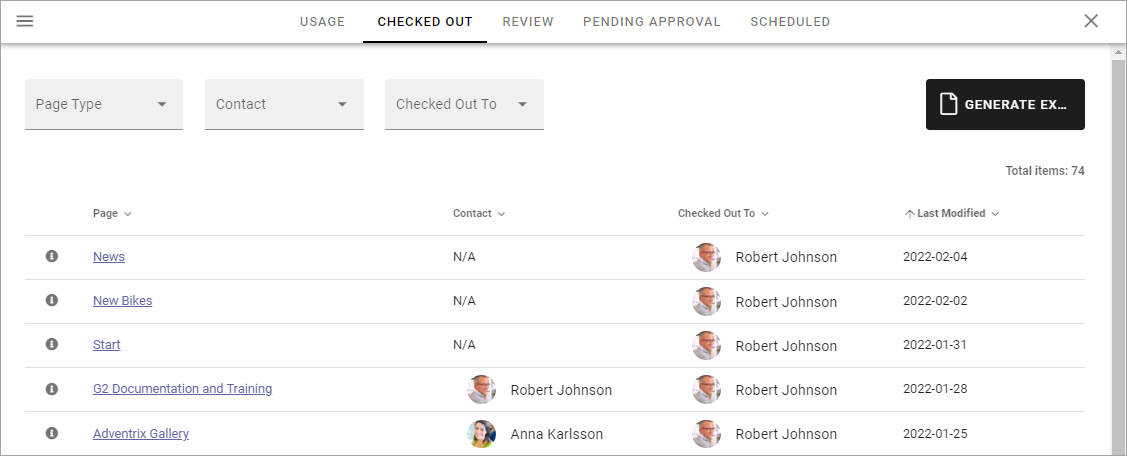 USAGE CHECKED OUT REVIEW PENDING APPROVAL SCHEDULED
Page Type Contact Checked Out To GENERATE EX...
Total items: 74
Page Contact Checked Out To Last Modified
News N/A Robert Johnson 2022-02-04
New Bikes N/A Robert Johnson 2022-02-02
Start N/A Robert Johnson 2022-01-31
G2 Documentation and Training Robert Johnson Robert Johnson 2022-01-28
Adventrix Gallery Anna Karlsson Robert Johnson 2022-01-25